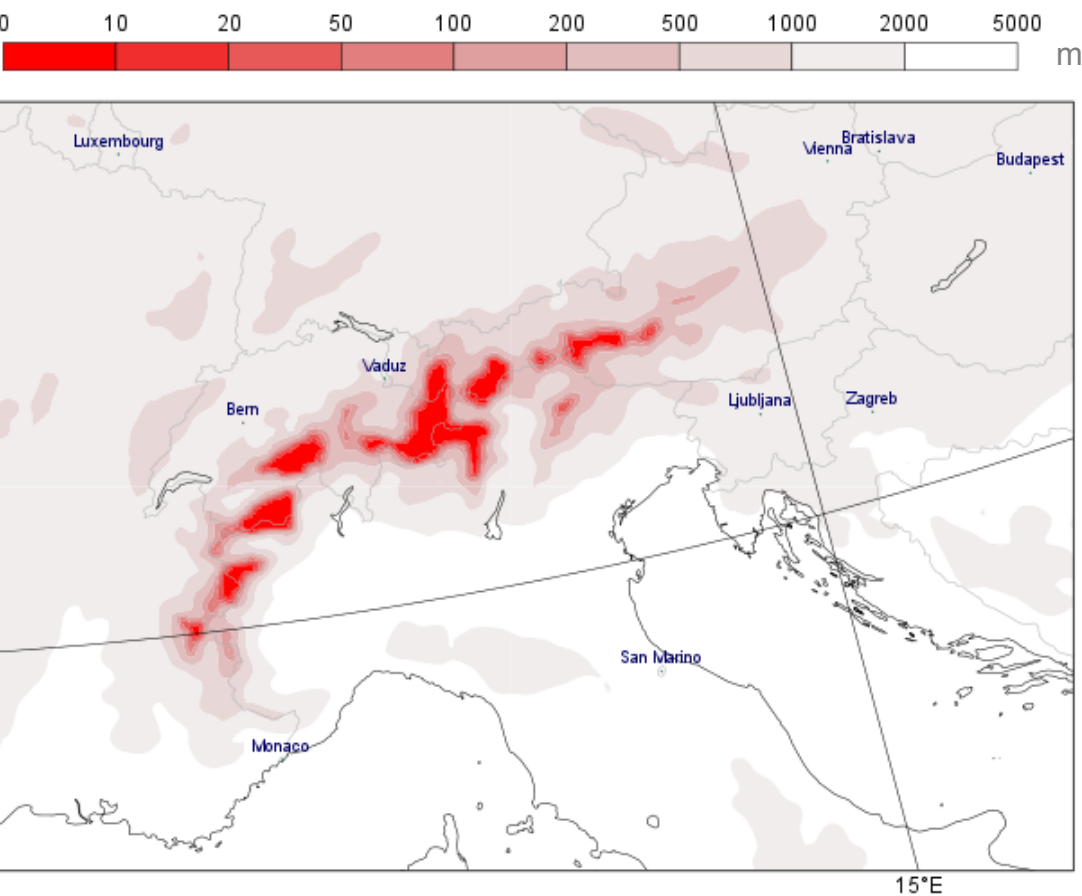 0 10 20 50 100 200 500 1000 2000 5000
m
Luxembourg
Bratislava
Vienna
Budapest
Vaduz
Bern
Ljubljana
Zagreb
San Marino
Monaco
15°E